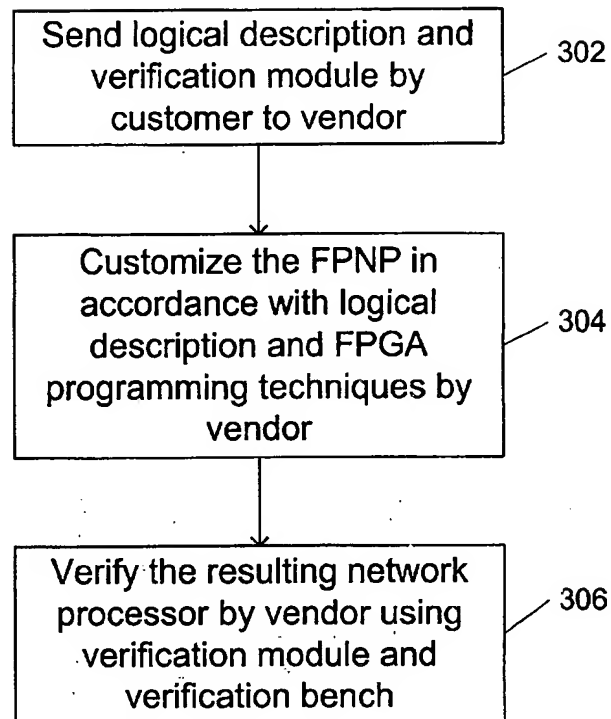 Send logical description and
verification module by
customer to vendor
302
Customize the FPNP in
accordance with logical
description and FPGA
programming techniques by
vendor
304
Verify the resulting network
processor by vendor using
verification module and
verification bench
306